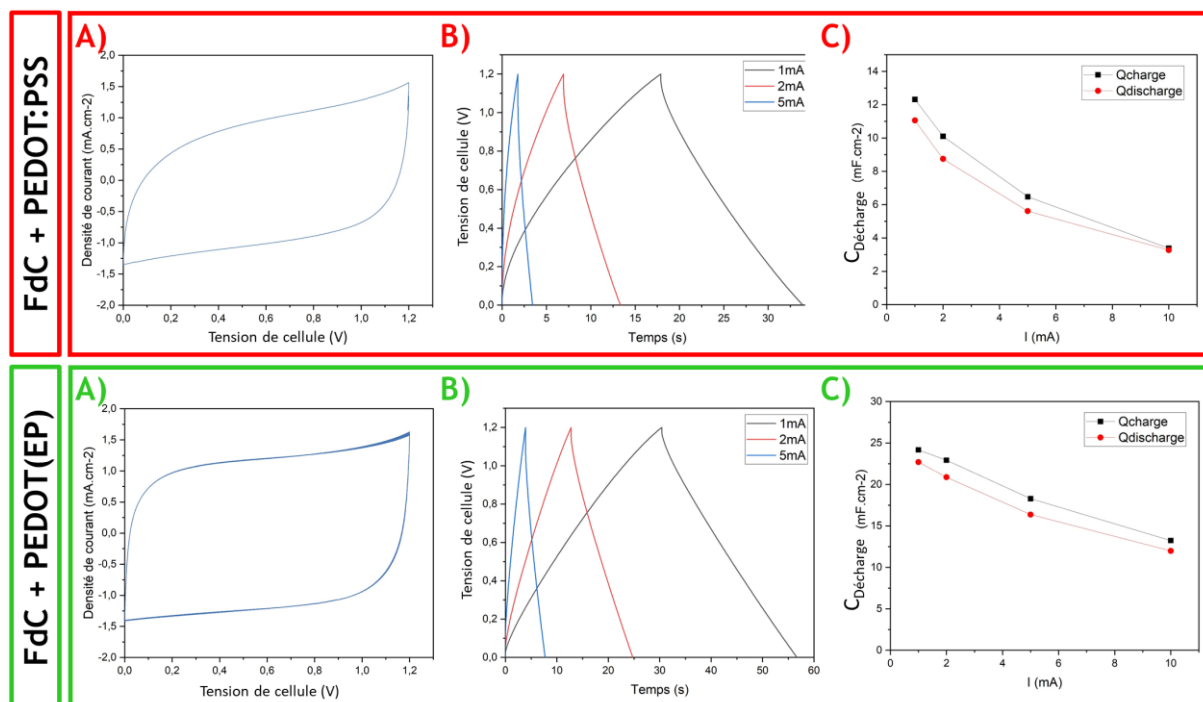 FdC + PEDOT:PSS
A)
Densité de courant (mA.cm-2)
2,0
1,5
1,0
0,5
0,0
-0,5
-1,0
-1,5
-2,0
0,0 0,2 0,4 0,6 0,8 1,0 1,2
Tension de cellule (V)
B)
Tension de cellule (V)
1,2
1,0
0,8
0,6
0,4
0,2
0,0
0 5 10 15 20 25 30
Temps (s)
1mA
2mA
5mA
C)
CDécharge (mF.cm-2)
14
12
10
8
6
4
2
0
0 2 4 6 8 10
I (mA)
Qcharge
Qdischarge
FdC + PEDOT(EP)
A)
Densité de courant (mA.cm-2)
2,0
1,5
1,0
0,5
0,0
-0,5
-1,0
-1,5
-2,0
0,0 0,2 0,4 0,6 0,8 1,0 1,2
Tension de cellule (V)
B)
Tension de cellule (V)
1,2
1,0
0,8
0,6
0,4
0,2
0,0
0 10 20 30 40 50 60
Temps (s)
1mA
2mA
5mA
C)
CDécharge (mF.cm-2)
30
25
20
15
10
5
0
0 2 4 6 8 10
I (mA)
Qcharge
Qdischarge